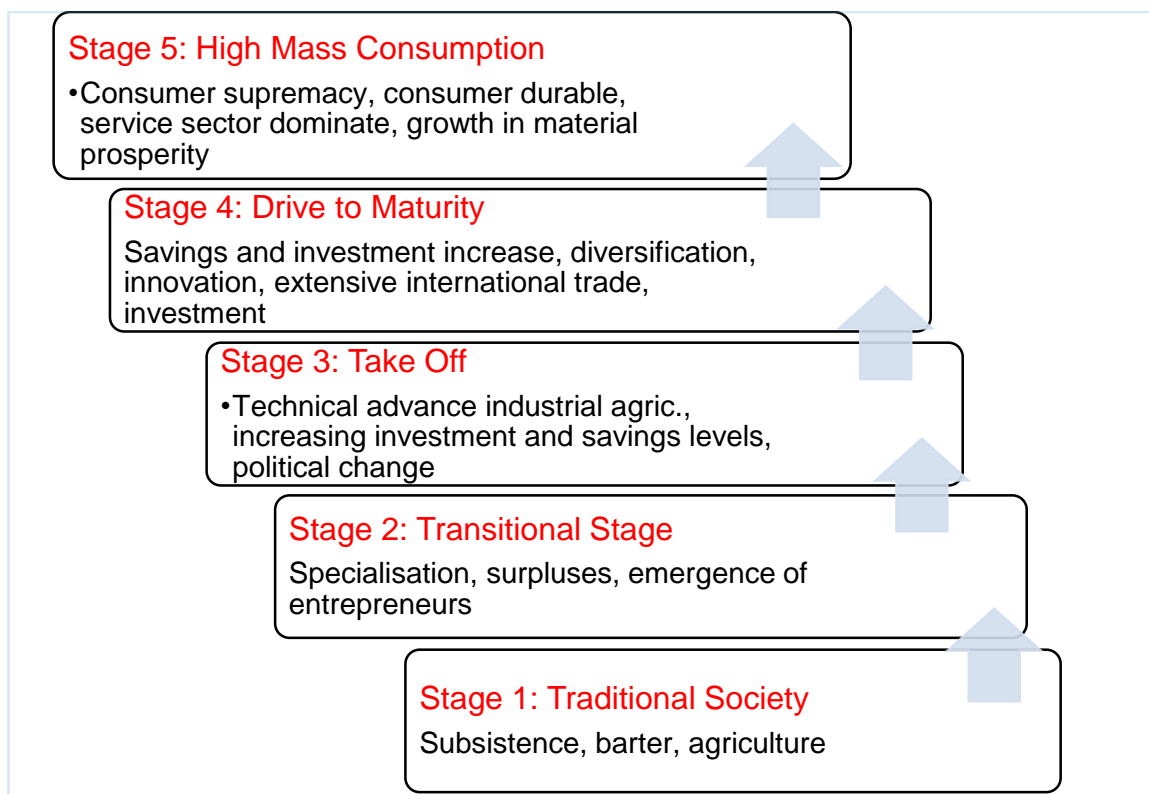 Stage 5: High Mass Consumption
•Consumer supremacy, consumer durable,
service sector dominate, growth in material
prosperity
Stage 4: Drive to Maturity
Savings and investment increase, diversification,
innovation, extensive international trade,
investment
Stage 3: Take Off
•Technical advance industrial agric.,
increasing investment and savings levels,
political change
Stage 2: Transitional Stage
Specialisation, surpluses, emergence of
entrepreneurs
Stage 1: Traditional Society
Subsistence, barter, agriculture